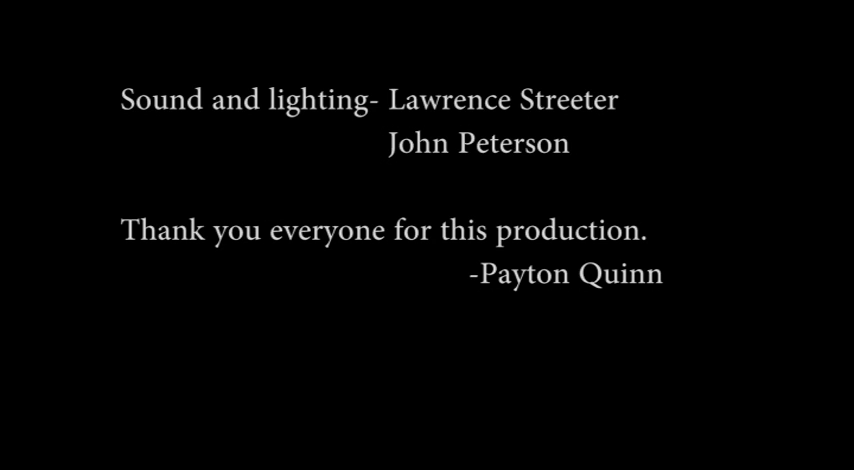 Sound and lighting- Lawrence Streeter
John Peterson
Thank you everyone for this production.
-Payton Quinn